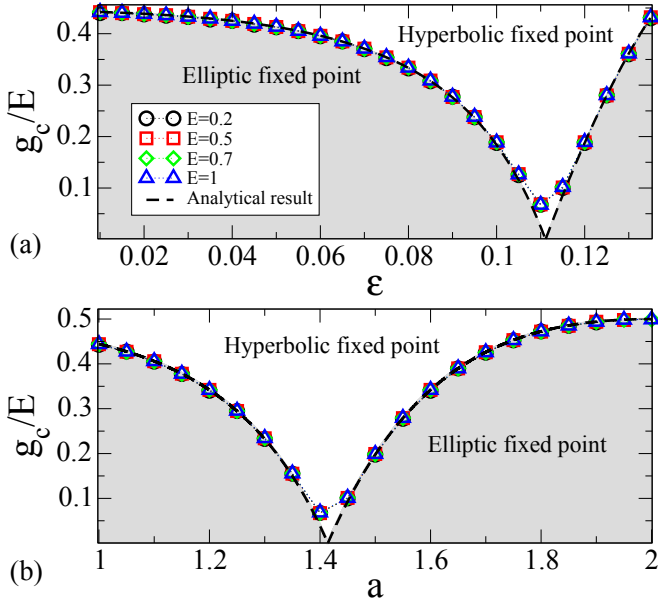 0.4
0.3
0.2
0.1
g_c/E
Hyperbolic fixed point
Elliptic fixed point
E=0.2
E=0.5
E=0.7
E=1
Analytical result
(a)
0.02 0.04 0.06 0.08 0.10 0.12
ε
0.5
0.4
0.3
0.2
0.1
g_c/E
Hyperbolic fixed point
Elliptic fixed point
(b)
1 1.2 1.4 1.6 1.8 2
a